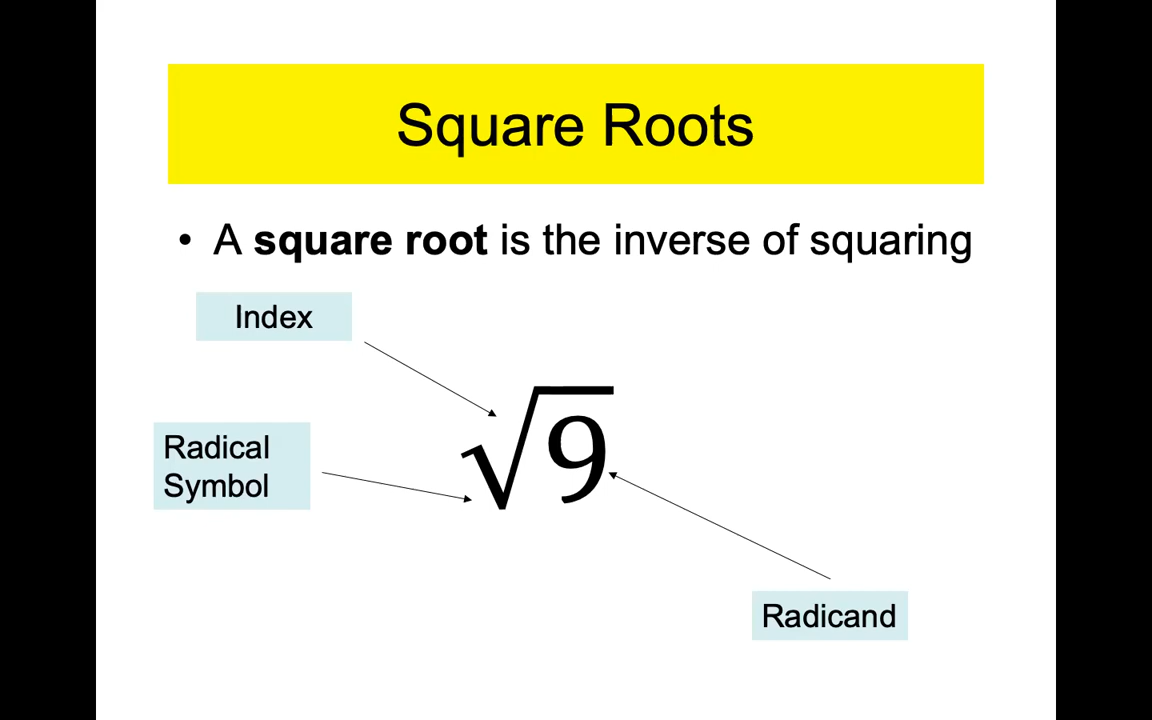 Square Roots
• A square root is the inverse of squaring
Index
√9
Radical
Symbol
Radicand